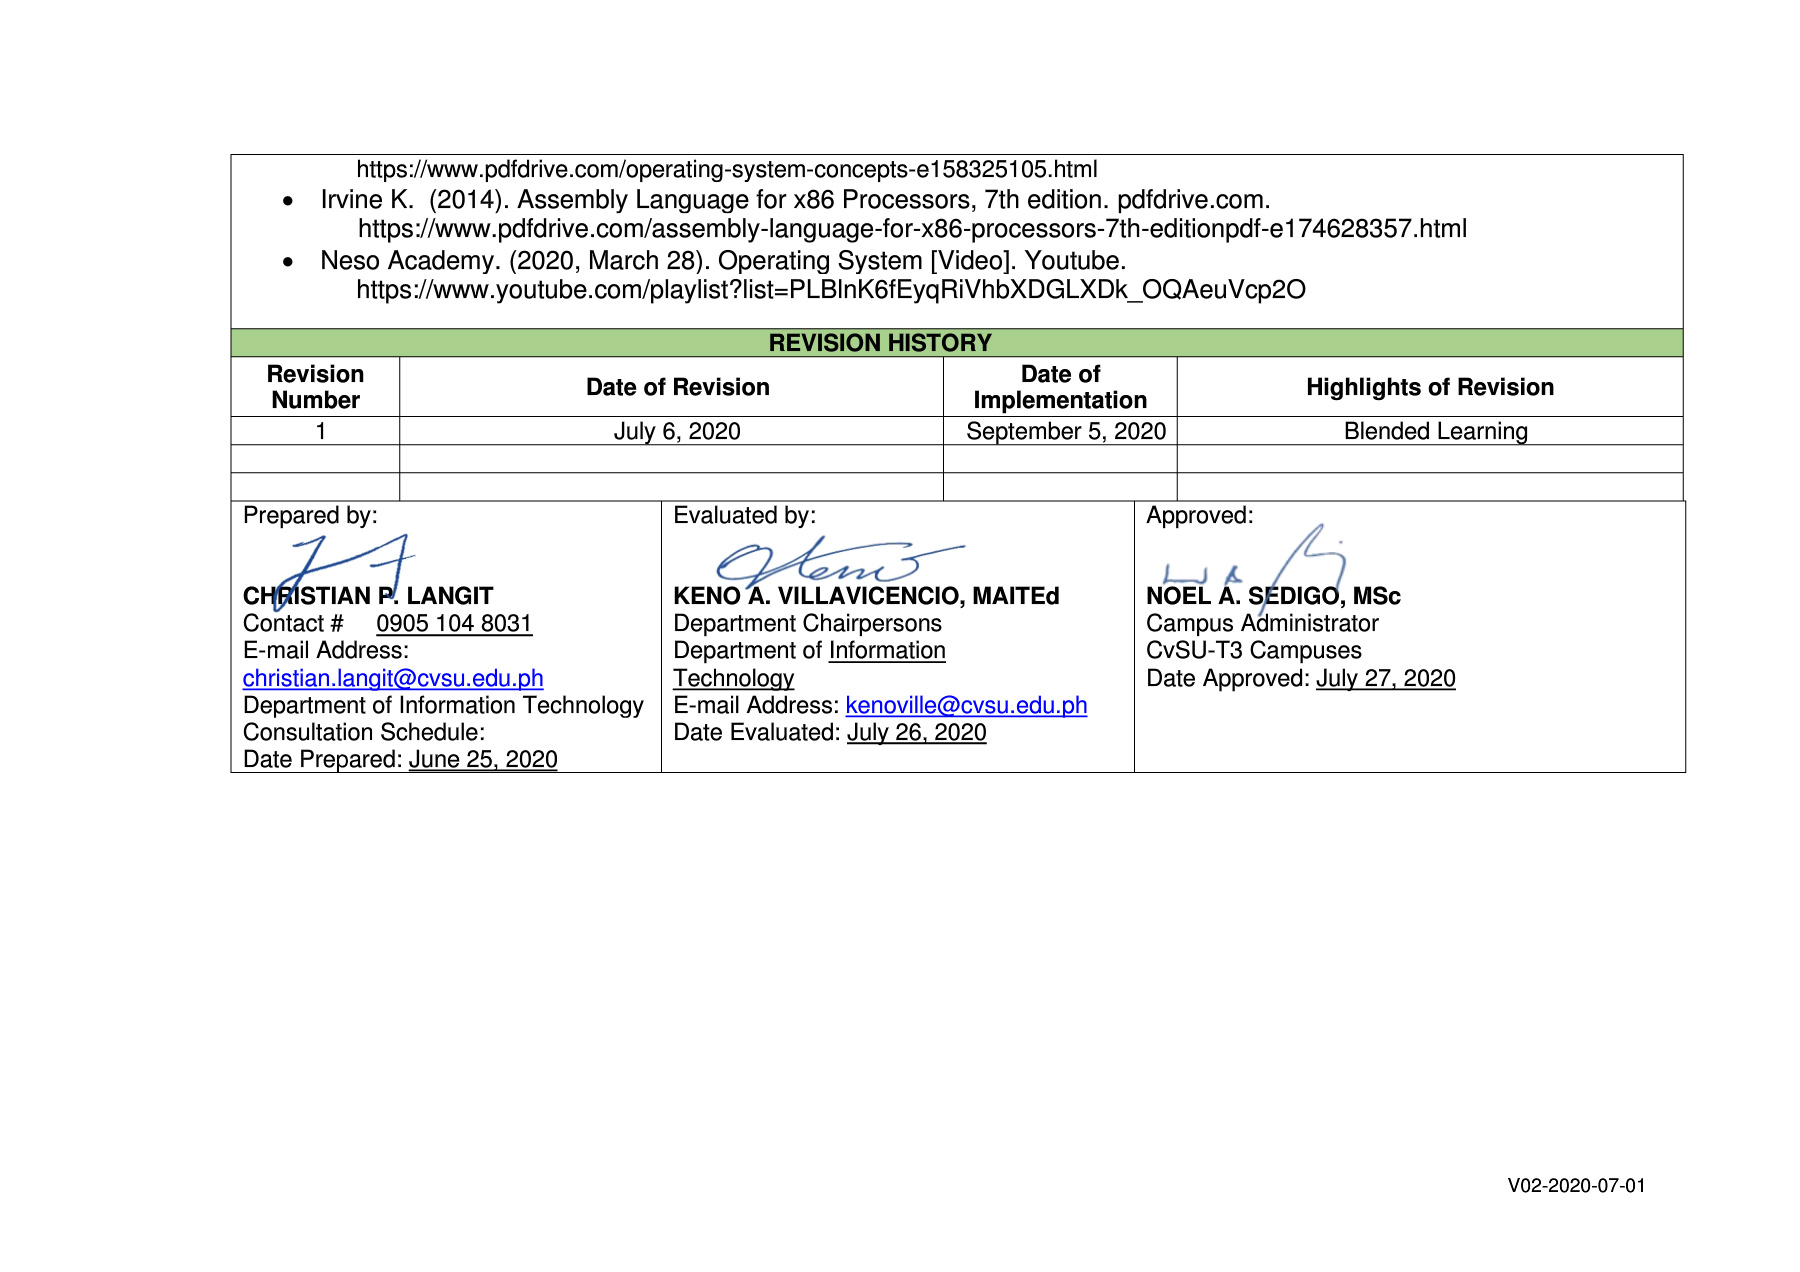 https://www.pdfdrive.com/operating-system-concepts-e158325105.html
• Irvine K.  (2014). Assembly Language for x86 Processors, 7th edition. pdfdrive.com.
https://www.pdfdrive.com/assembly-language-for-x86-processors-7th-editionpdf-e174628357.html
• Neso Academy. (2020, March 28). Operating System [Video]. Youtube.
https://www.youtube.com/playlist?list=PLBlnK6fEyqRiVhbXDGLXDk_OQAeuVcp2O
REVISION HISTORY
Revision Number
Date of Revision
Date of Implementation
Highlights of Revision
1 July 6, 2020 September 5, 2020 Blended Learning
Prepared by:
CHRISTIAN P. LANGIT
Contact # 0905 104 8031
E-mail Address:
christian.langit@cvsu.edu.ph
Department of Information Technology
Consultation Schedule:
Date Prepared: June 25, 2020
Evaluated by:
KENO A. VILLAVICENCIO, MAITEd
Department Chairpersons
Department of Information
Technology
E-mail Address: kenoville@cvsu.edu.ph
Date Evaluated: July 26, 2020
Approved:
NOEL A. SEDIGO, MSc
Campus Administrator
CvSU-T3 Campuses
Date Approved: July 27, 2020
V02-2020-07-01